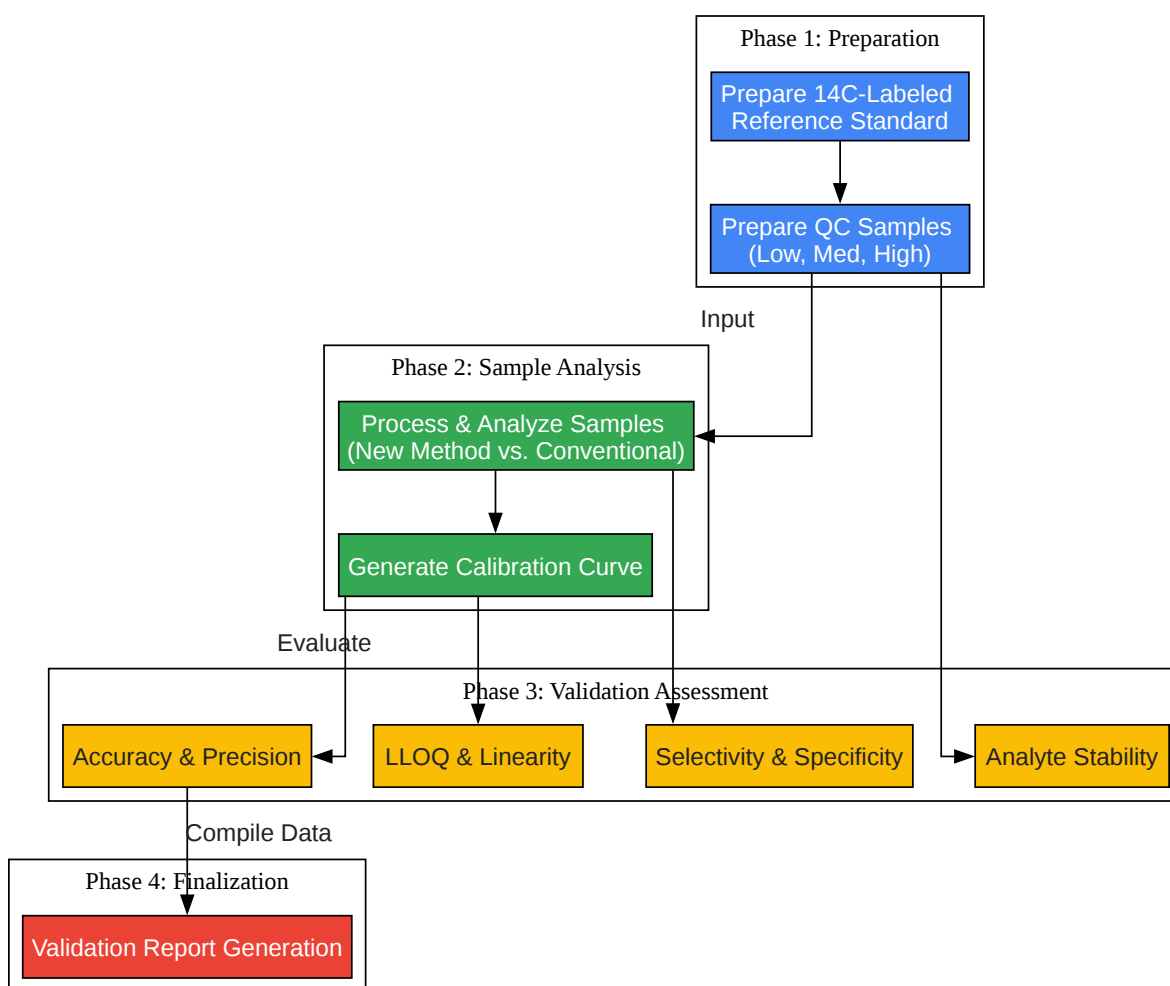 Phase 1: Preparation
Prepare 14C-Labeled
Reference Standard
Prepare QC Samples
(Low, Med, High)
Input
Phase 2: Sample Analysis
Process & Analyze Samples
(New Method vs. Conventional)
Generate Calibration Curve
Evaluate
Phase 3: Validation Assessment
Accuracy & Precision
LLOQ & Linearity
Selectivity & Specificity
Analyte Stability
Compile Data
Phase 4: Finalization
Validation Report Generation